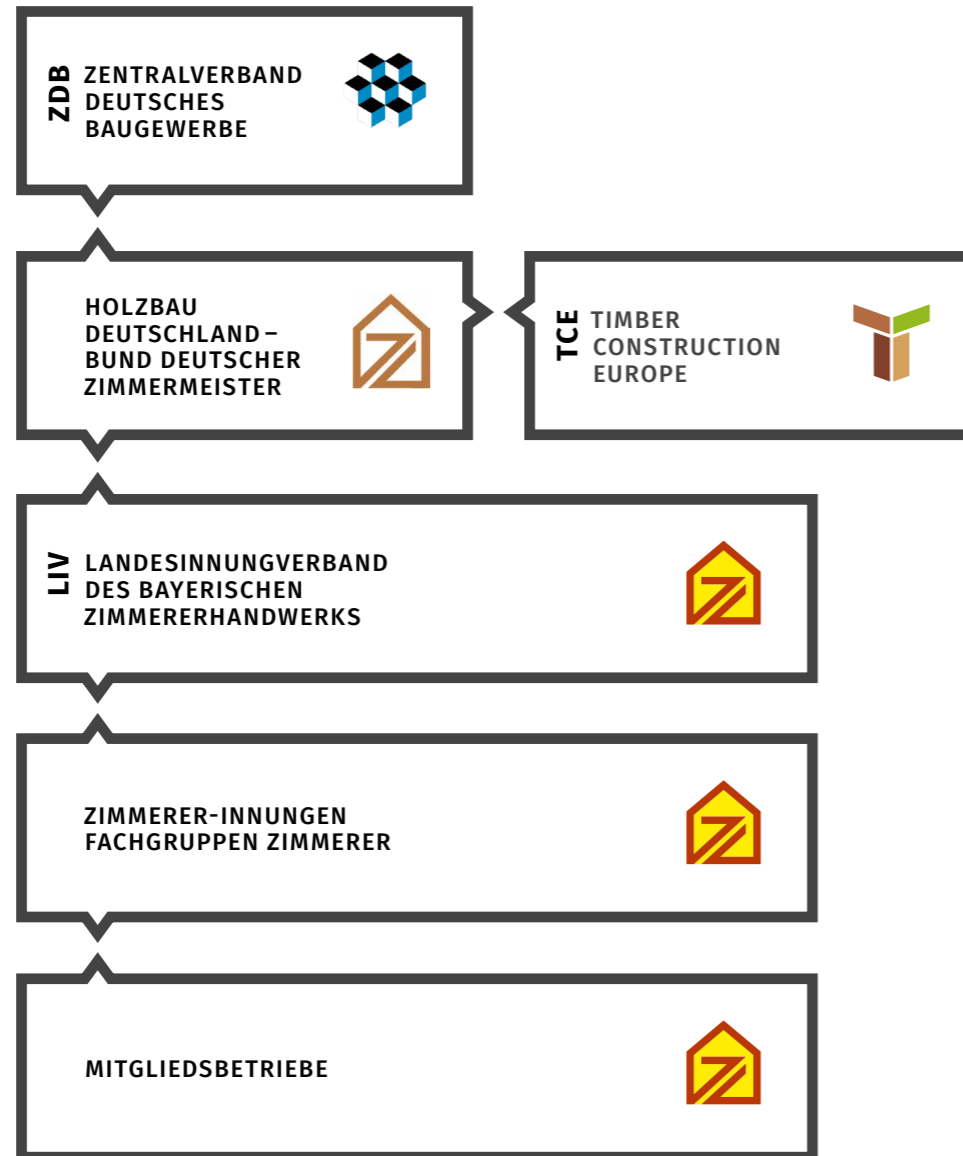 ZDB
ZENTRALVERBAND
DEUTSCHES
BAUGEWERBE
HOLZBAU
DEUTSCHLAND –
BUND DEUTSCHER
ZIMMERMEISTER
TCE
TIMBER
CONSTRUCTION
EUROPE
LIV
LANDESINNUNGVERBAND
DES BAYERISCHEN
ZIMMERERHANDWERKS
ZIMMERER-INNUNGEN
FACHGRUPPEN ZIMMERER
MITGLIEDSBETRIEBE